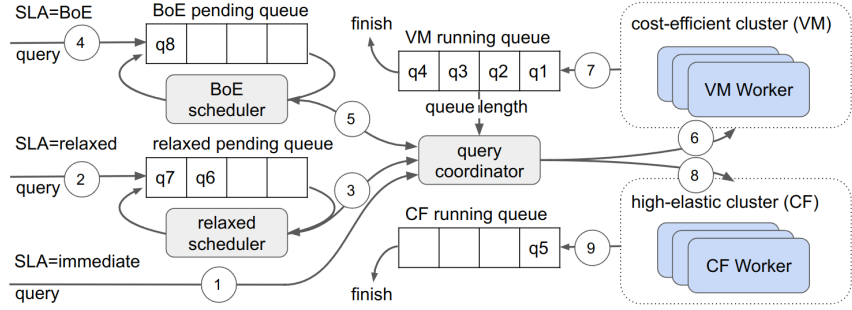 SLA=BoE
query
4
BoE pending queue
q8
BoE
scheduler
5
SLA=relaxed
query
2
relaxed pending queue
q7 q6
relaxed
scheduler
3
SLA=immediate
query
1
finish
VM running queue
q4 q3 q2 q1
7
queue length
query
coordinator
6
8
CF running queue
q5
9
finish
cost-efficient cluster (VM)
VM Worker
high-elastic cluster (CF)
CF Worker